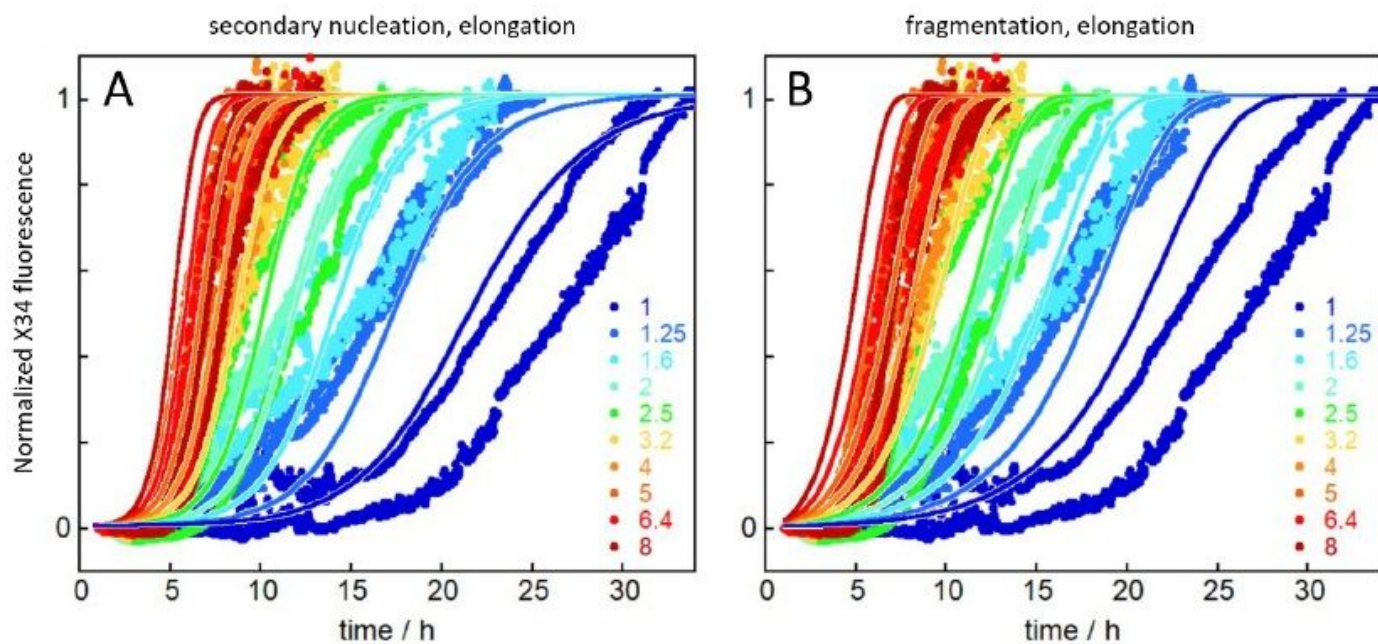 secondary nucleation, elongation
fragmentation, elongation
A
B
Normalized X34 fluorescence
1
0
1
1.25
1.6
2
2.5
3.2
4
5
6.4
8
0 5 10 15 20 25 30
time / h
1
0
1
1.25
1.6
2
2.5
3.2
4
5
6.4
8
0 5 10 15 20 25 30
time / h